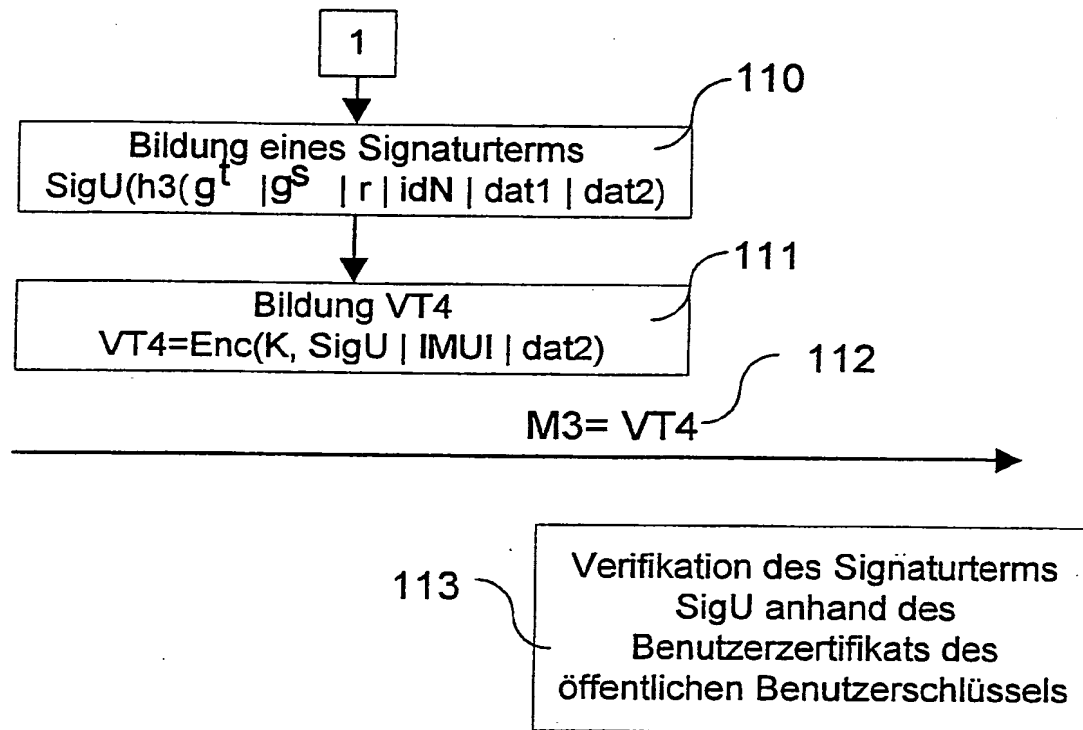 1
110
Bildung eines Signaturterms
SigU(h3(g^t |g^s | r | idN | dat1 | dat2)
111
Bildung VT4
VT4=Enc(K, SigU | IMUI | dat2)
112
M3= VT4
113
Verifikation des Signaturterms
SigU anhand des
Benutzerzertifikats des
öffentlichen Benutzerschlüssels